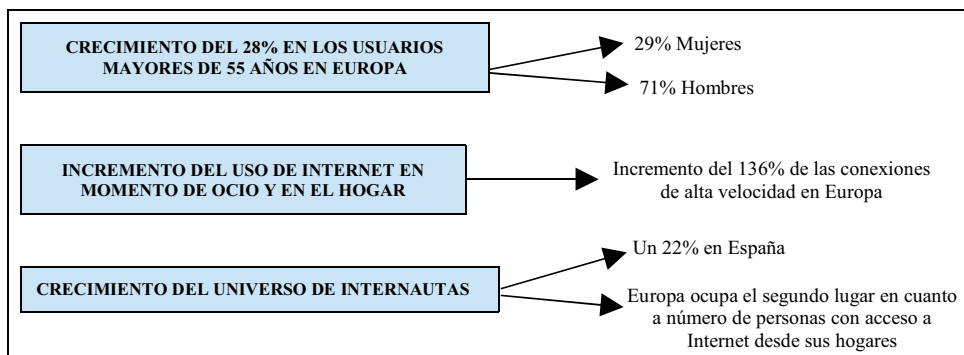 CRECIMIENTO DEL 28% EN LOS USUARIOS
MAYORES DE 55 AÑOS EN EUROPA
29% Mujeres
71% Hombres
INCREMENTO DEL USO DE INTERNET EN
MOMENTO DE OCIO Y EN EL HOGAR
Incremento del 136% de las conexiones
de alta velocidad en Europa
CRECIMIENTO DEL UNIVERSO DE INTERNAUTAS
Un 22% en España
Europa ocupa el segundo lugar en cuanto
a número de personas con acceso a
Internet desde sus hogares